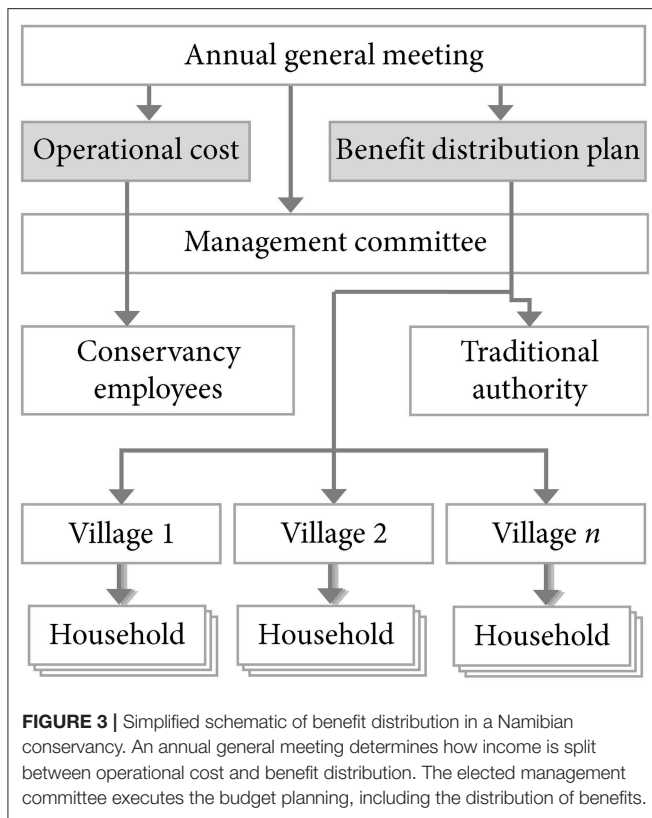 Annual general meeting
Operational cost
Benefit distribution plan
Management committee
Conservancy
employees
Traditional
authority
Village 1
Village 2
Village n
Household
Household
Household
FIGURE 3 | Simplified schematic of benefit distribution in a Namibian
conservancy. An annual general meeting determines how income is split
between operational cost and benefit distribution. The elected management
committee executes the budget planning, including the distribution of benefits.